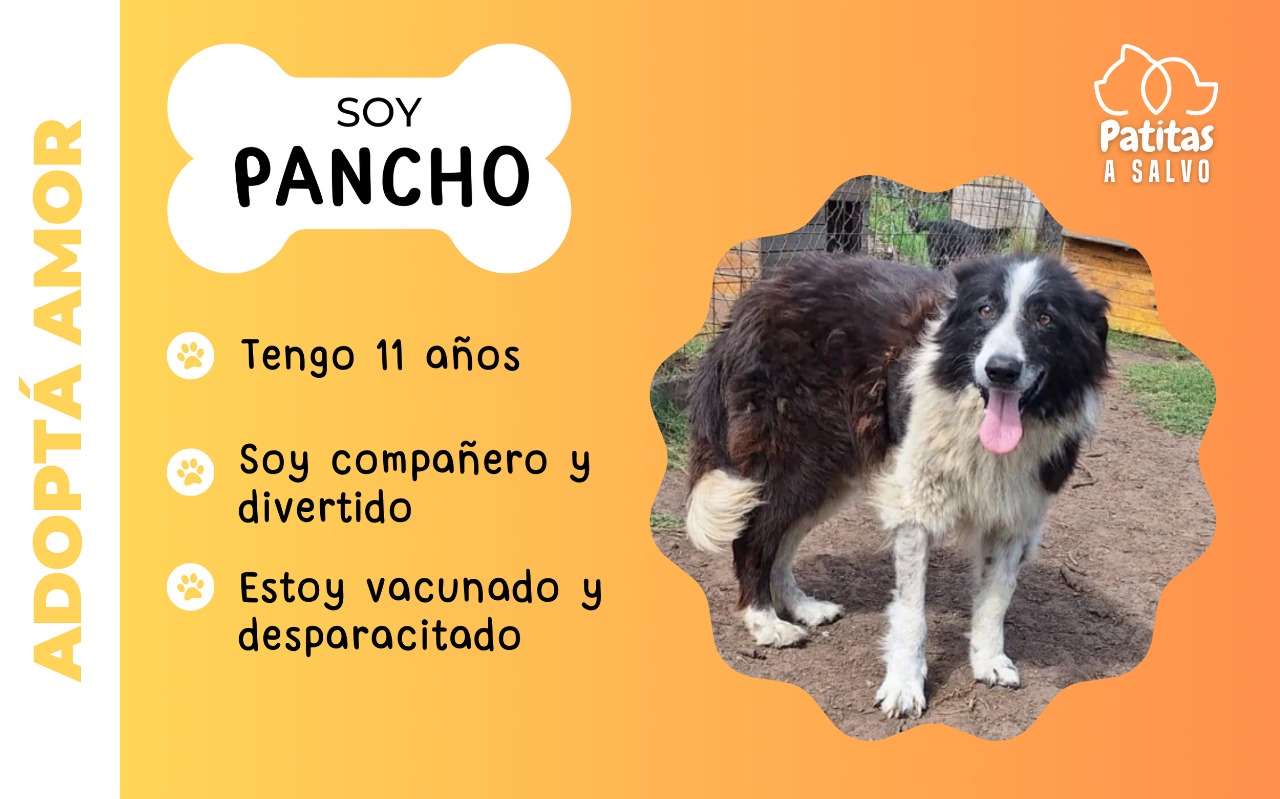 ADOPTÁ AMOR
SOY
PANCHO
Patitas
A SALVO
Tengo 11 años
Soy compañero y
divertido
Estoy vacunado y
desparacitado